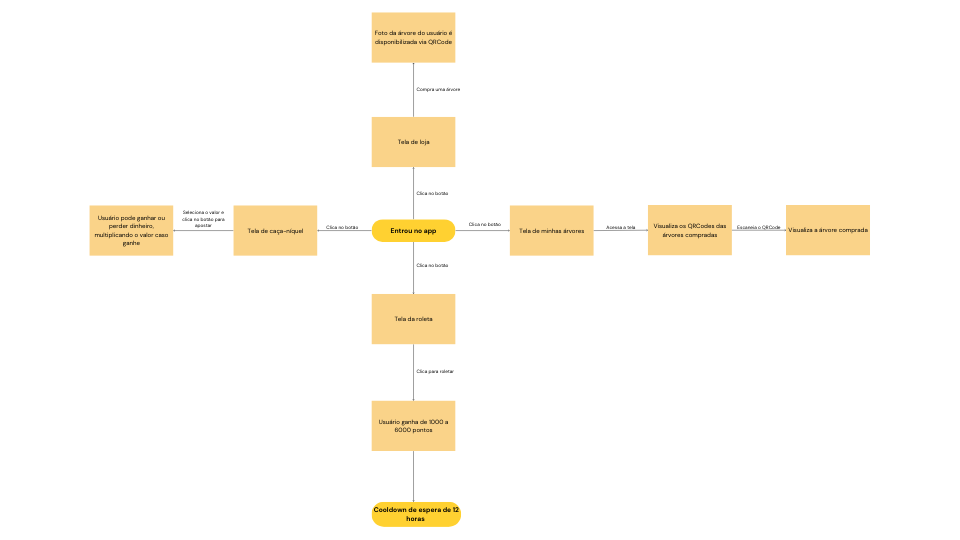 Foto da árvore do usuário é
disponibilizada via QRCode
Compra uma árvore
Tela de loja
Clica no botão
Usuário pode ganhar ou
perder dinheiro,
multiplicando o valor caso
ganhe
Seleciona o valor e
clica no botão para
apostar
Tela de caça-níquel
Clica no botão
Entrou no app
Clica no botão
Tela de minhas árvores
Acessa a tela
Visualiza os QRCodes das
árvores compradas
Escaneia o QRCode
Visualiza a árvore comprada
Clica no botão
Tela da roleta
Clica para roletar
Usuário ganha de 1000 a
6000 pontos
Cooldown de espera de 12
horas